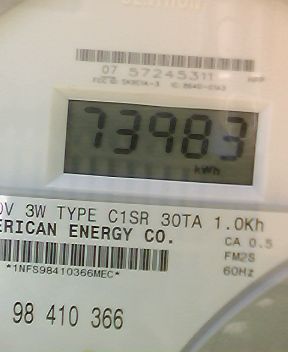 07 57245311
73983
kWh
0V 3W TYPE C1SR 30TA 1.0Kh
ERICAN ENERGY CO.
CA 0.5
FM2S
*1NFS98410366MEC*
60Hz
98 410 366